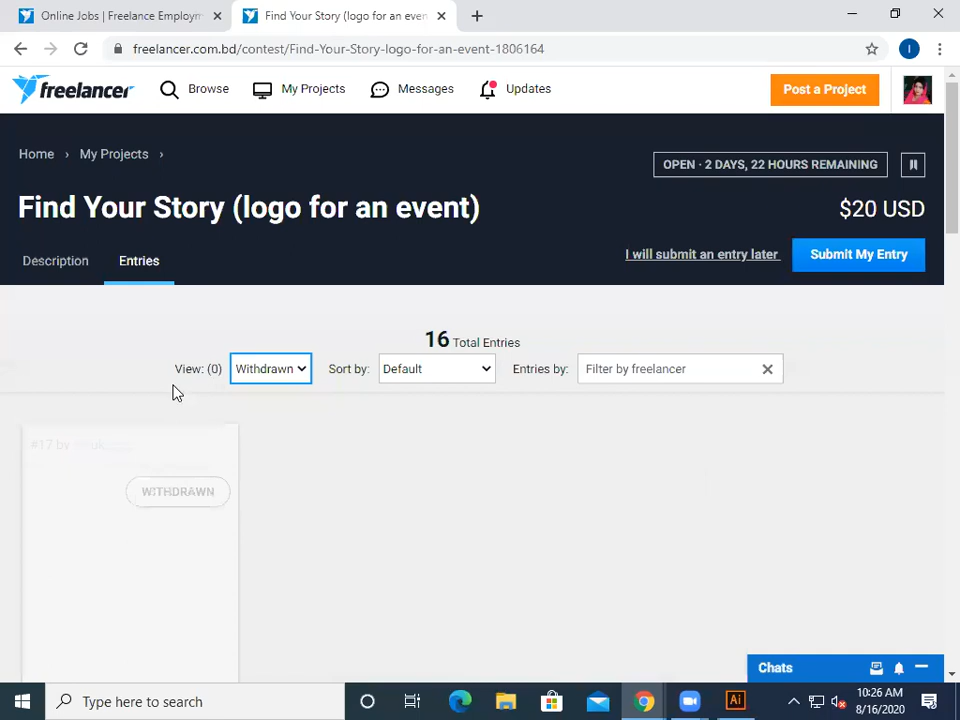 Online Jobs | Freelance Employm
Find Your Story (logo for an even
freelancer.com.bd/contest/Find-Your-Story-logo-for-an-event-1806164
I
freelancer
Browse
My Projects
Messages
Updates
Post a Project
Home › My Projects ›
OPEN · 2 DAYS, 22 HOURS REMAINING
Find Your Story (logo for an event)
$20 USD
Description
Entries
I will submit an entry later
Submit My Entry
16 Total Entries
View: (0) Withdrawn Sort by: Default Entries by: Filter by freelancer
#17 by
WITHDRAWN
Chats
Type here to search
Ai
10:26 AM
8/16/2020